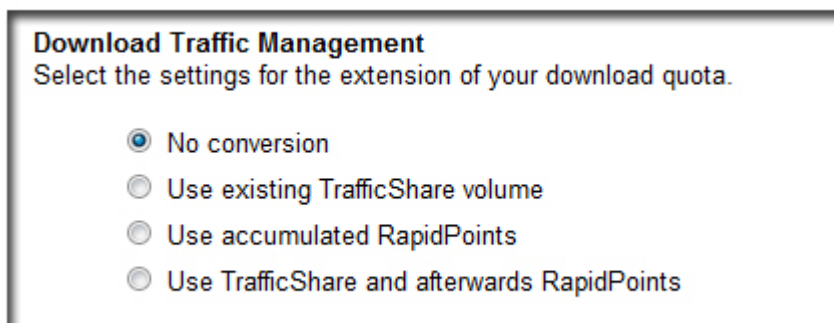 Download Traffic Management
Select the settings for the extension of your download quota.
No conversion
Use existing TrafficShare volume
Use accumulated RapidPoints
Use TrafficShare and afterwards RapidPoints